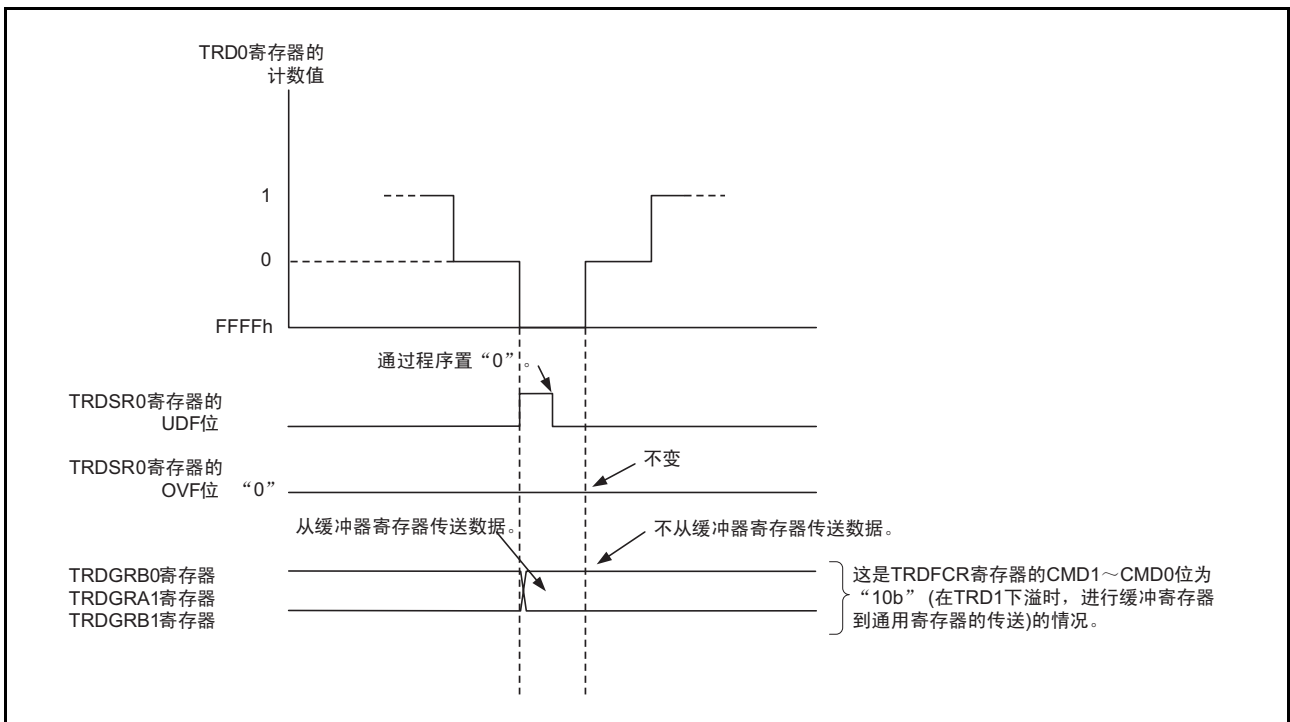 TRD0寄存器的
计数值
1
0
FFFFh
通过程序置“0”。
TRDSR0寄存器的
UDF位
不变
TRDSR0寄存器的
OVF位 “0”
从缓冲器寄存器传送数据。
不从缓冲器寄存器传送数据。
TRDGRB0寄存器
TRDGRA1寄存器
TRDGRB1寄存器
这是TRDFCR寄存器的CMD1～CMD0位为
“10b” (在TRD1下溢时，进行缓冲寄存器
到通用寄存器的传送)的情况。